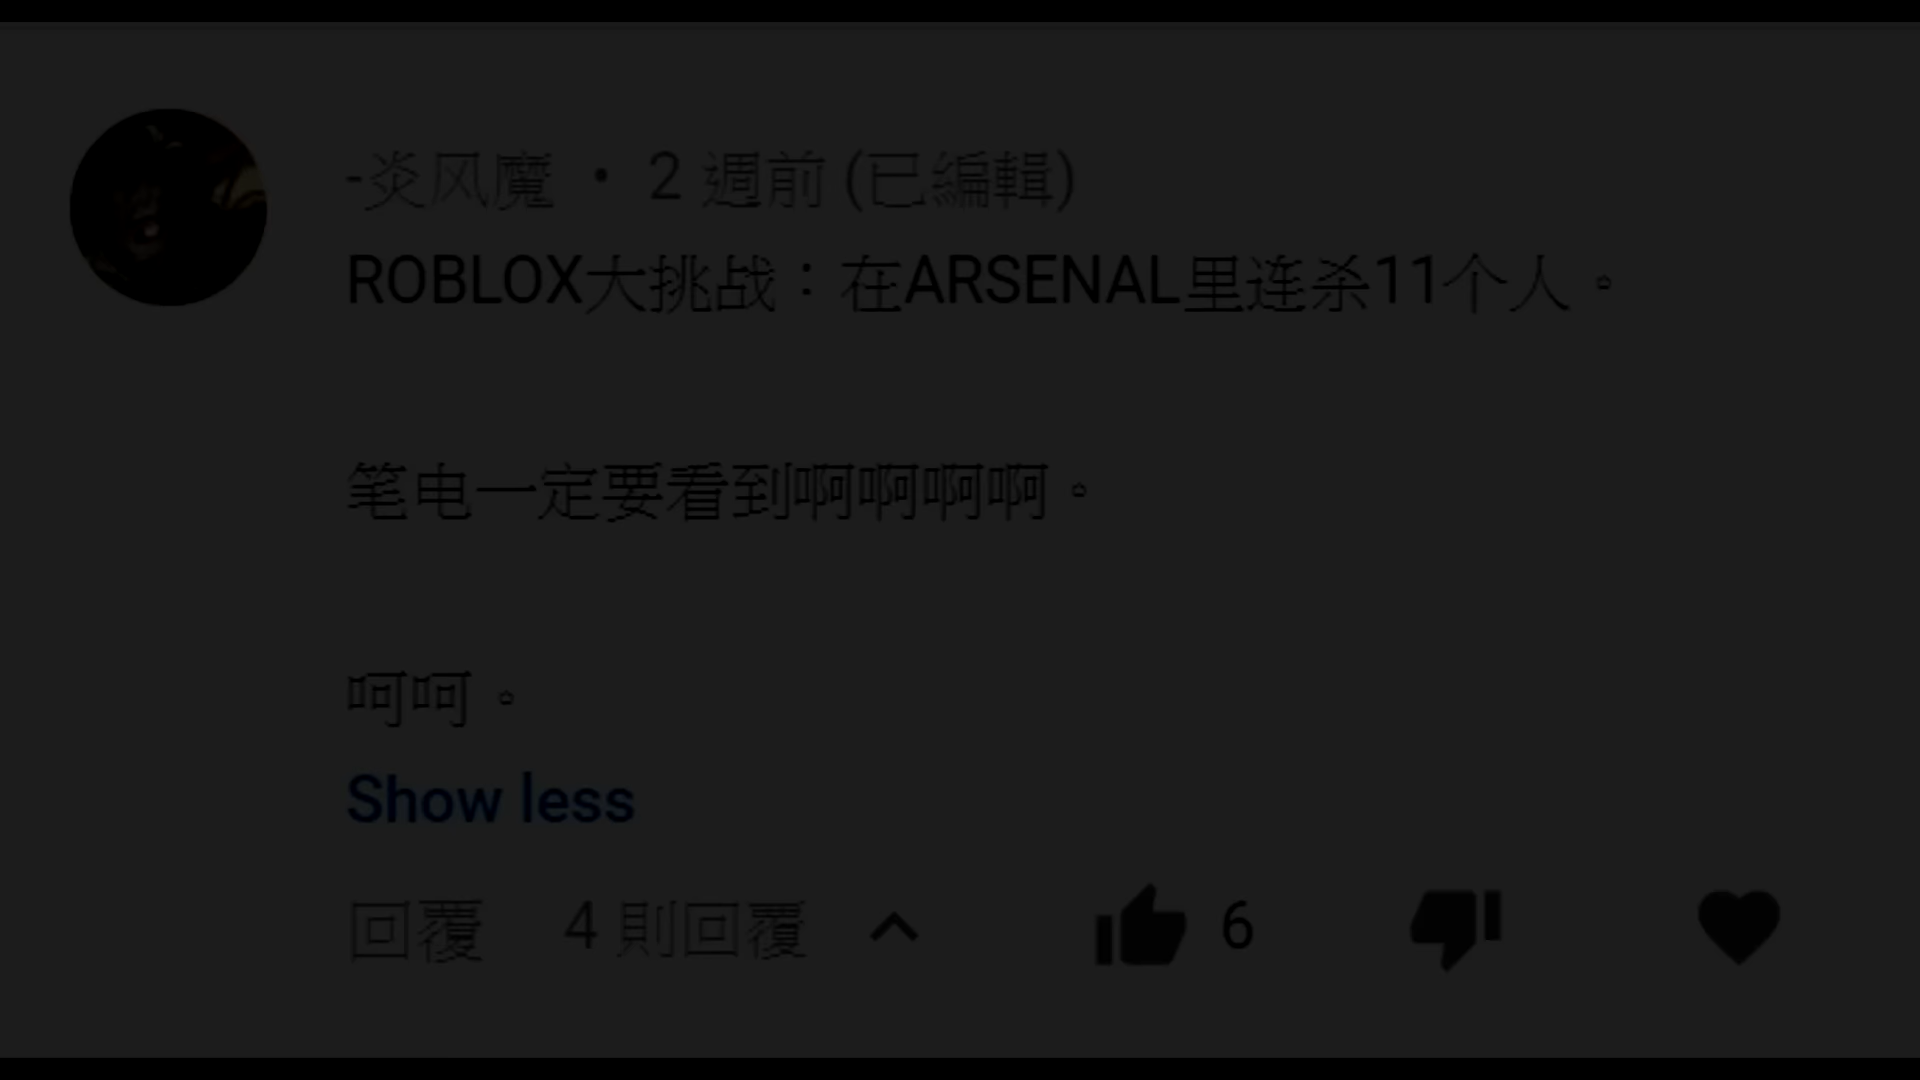 -炎风魔 • 2 週前 (已編輯)
ROBLOX大挑战：在ARSENAL里连杀11个人。
笔电一定要看到啊啊啊啊。
呵呵。
Show less
回覆 4 則回覆 6